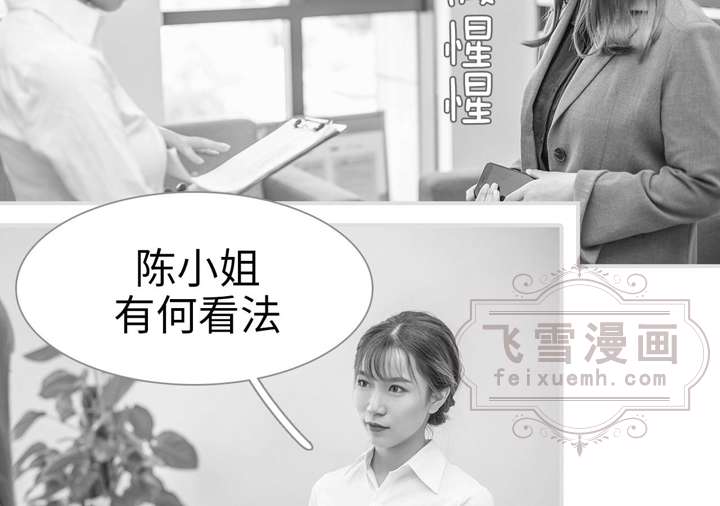 惺
惺
陈小姐
有何看法
飞雪漫画
feixuemh.com